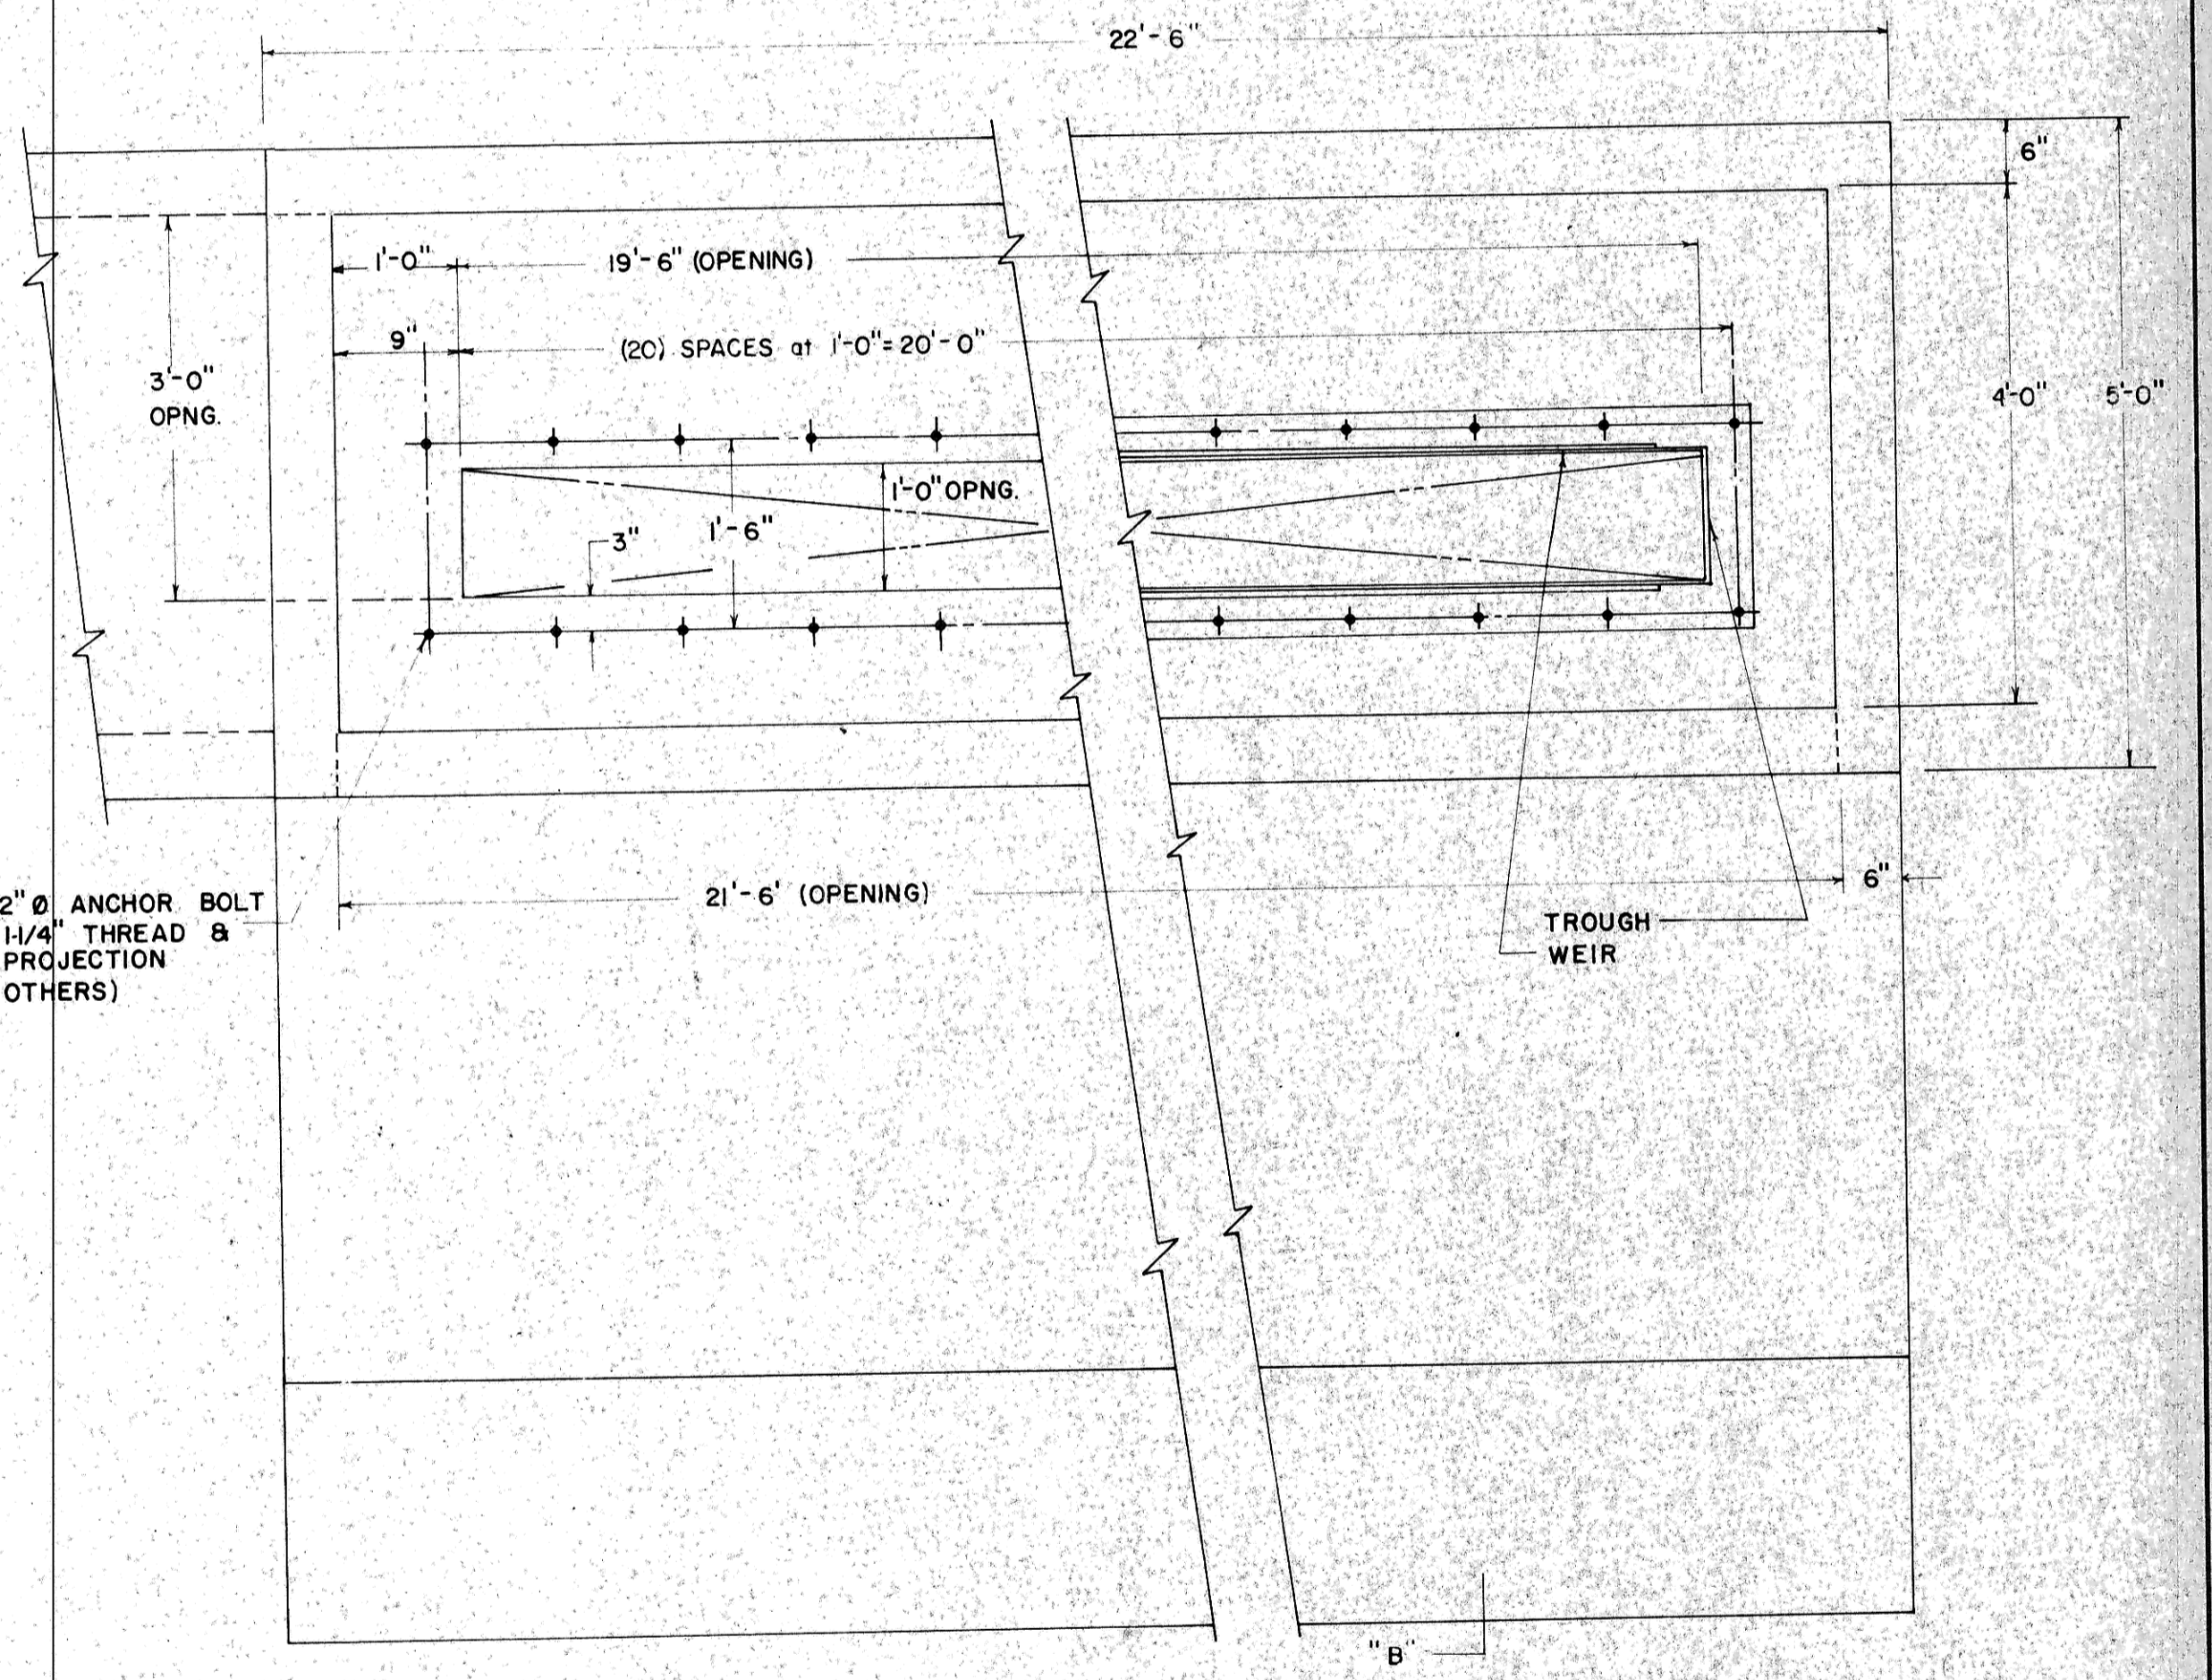 22'-6"
6"
1'-0"
19'-6" (OPENING)
9"
(20) SPACES at 1'-0"=20'-0"
3'-0"
OPNG.
4'-0"
5'-0"
1'-0" OPNG.
3"
1'-6"
21'-6' (OPENING)
6"
2" Ø ANCHOR BOLT
1-1/4" THREAD &
PROJECTION
OTHERS)
TROUGH
WEIR
"B"